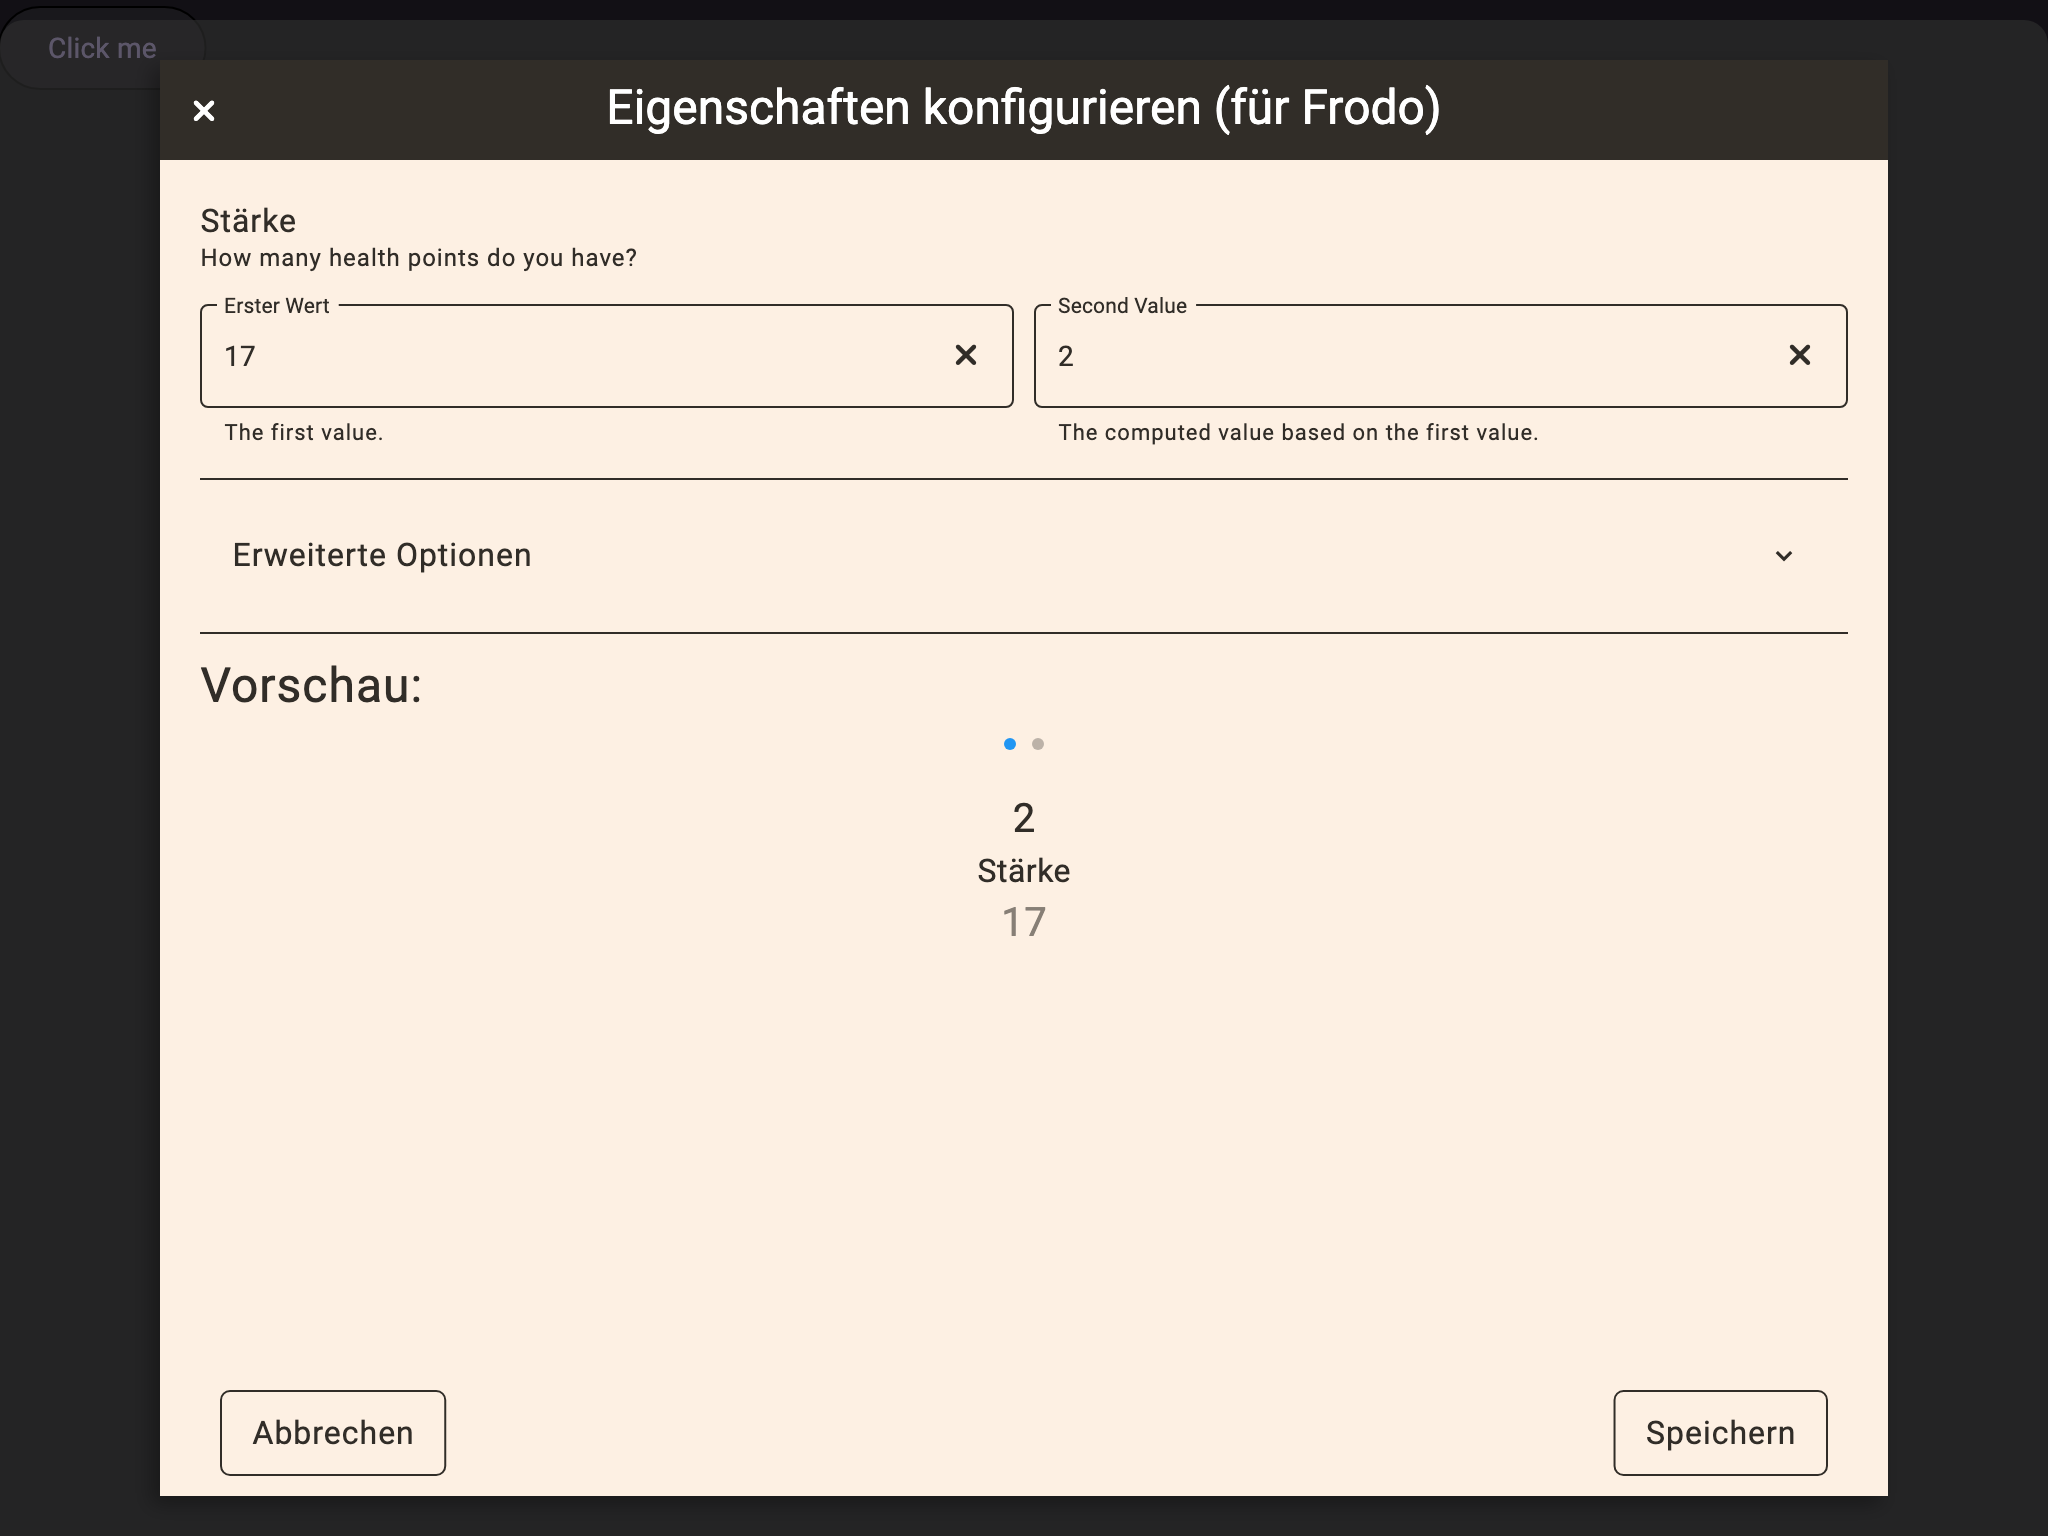 Click me
Eigenschaften konfigurieren (für Frodo)
Stärke
How many health points do you have?
Erster Wert
17
The first value.
Second Value
2
The computed value based on the first value.
Erweiterte Optionen
Vorschau:
2
Stärke
17
Abbrechen
Speichern